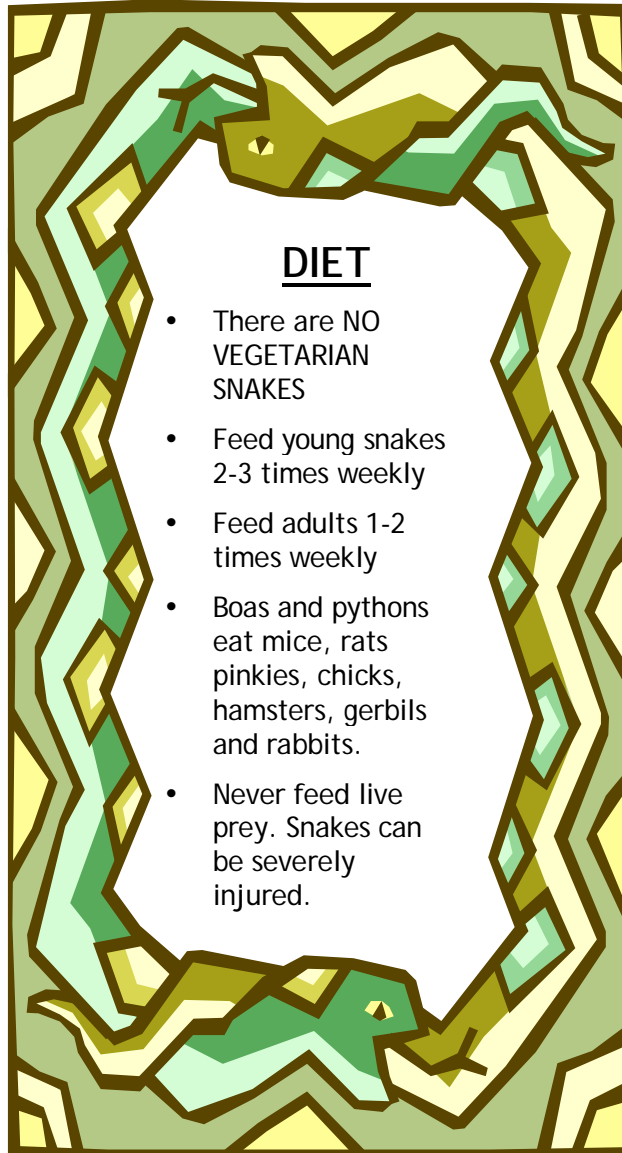 DIET
• There are NO
VEGETARIAN
SNAKES
• Feed young snakes
2-3 times weekly
• Feed adults 1-2
times weekly
• Boas and pythons
eat mice, rats
pinkies, chicks,
hamsters, gerbils
and rabbits.
• Never feed live
prey. Snakes can
be severely
injured.